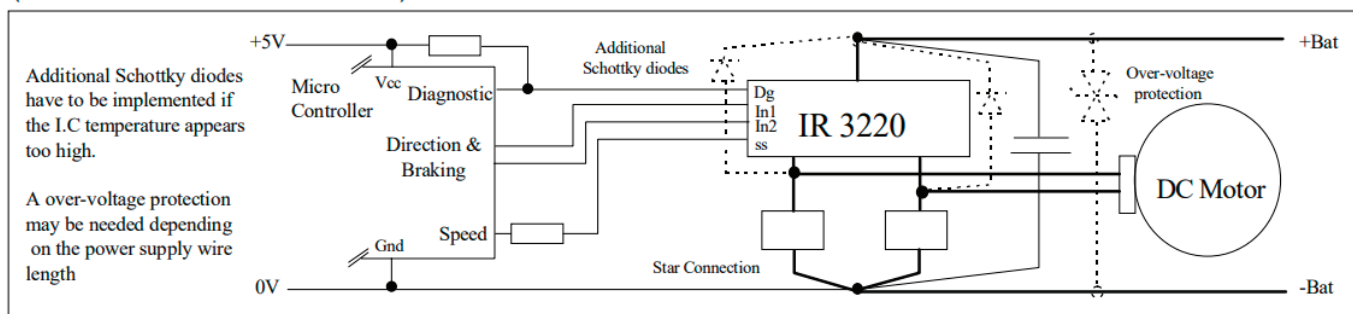 +5V
Additional Schottky diodes
have to be implemented if
the I.C temperature appears
too high.
A over-voltage protection
may be needed depending
on the power supply wire
length
0V
Micro
Controller
Vcc
Diagnostic
Direction &
Braking
Speed
Gnd
Additional
Schottky diodes
Dg
In1
In2
ss
IR 3220
Star Connection
Over-voltage
protection
+Bat
DC Motor
-Bat